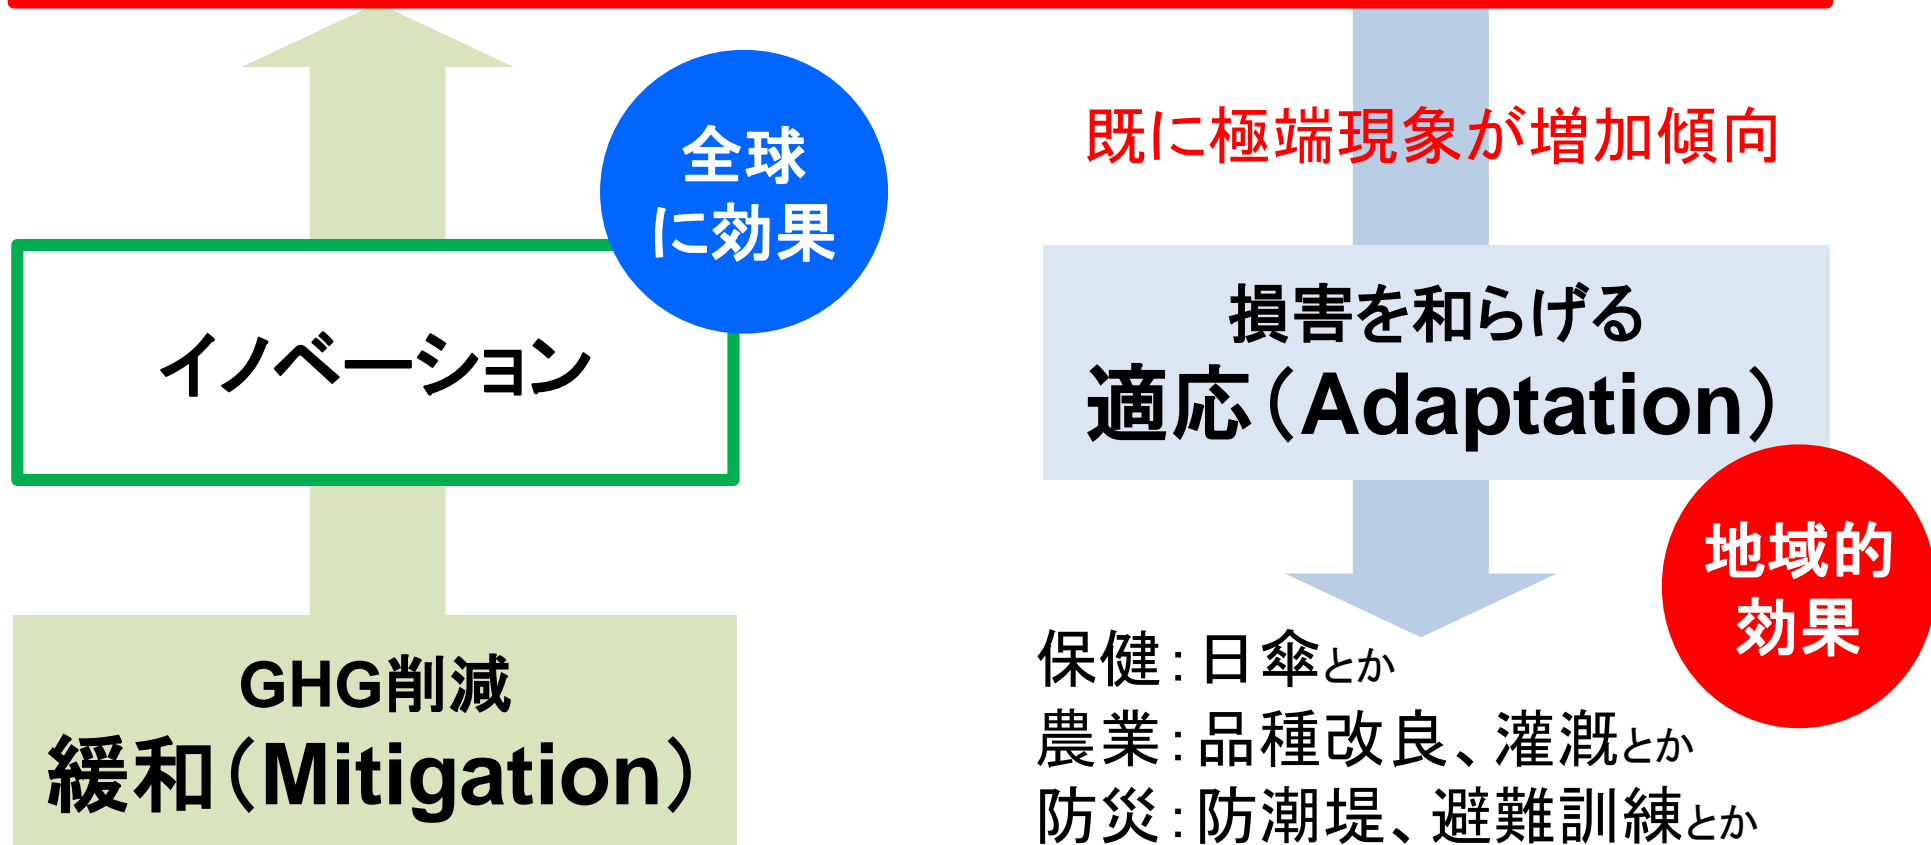 全球
に効果
イノベーション
GHG削減
緩和（Mitigation）
既に極端現象が増加傾向
損害を和らげる
適応（Adaptation）
地域的
効果
保健：日傘とか
農業：品種改良、灌漑とか
防災：防潮堤、避難訓練とか